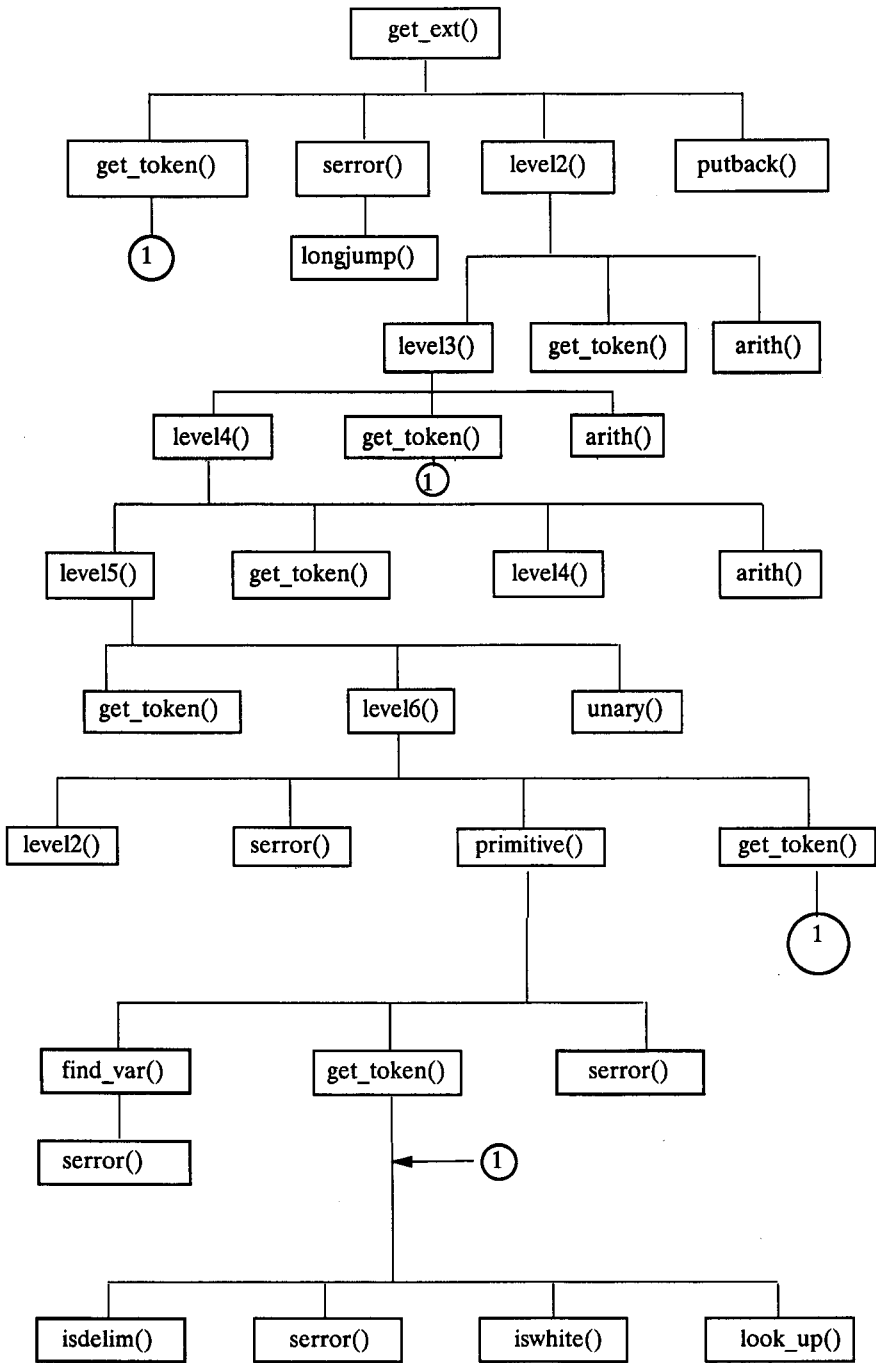 get_ext()
get_token()
serror()
level2()
putback()
1
longjump()
level3()
get_token()
arith()
level4()
get_token()
arith()
1
level5()
get_token()
level4()
arith()
get_token()
level6()
unary()
level2()
serror()
primitive()
get_token()
1
find_var()
get_token()
serror()
serror()
1
isdelim()
serror()
iswhite()
look_up()